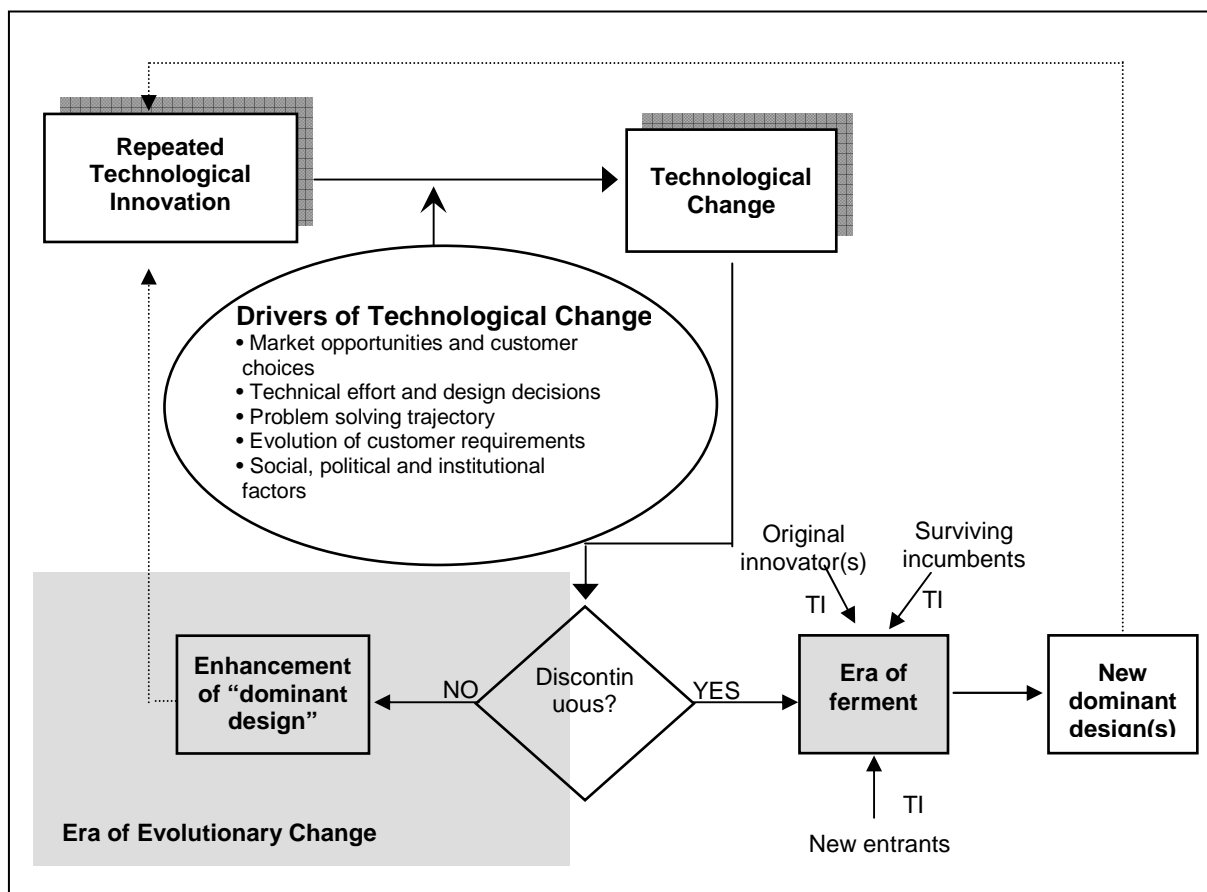 Repeated
Technological
Innovation
Technological
Change
Drivers of Technological Change
• Market opportunities and customer
choices
• Technical effort and design decisions
• Problem solving trajectory
• Evolution of customer requirements
• Social, political and institutional
factors
Original
innovator(s)
Surviving
incumbents
TI
TI
Enhancement
of “dominant
design”
NO
Discontin
uous?
YES
Era of
ferment
New
dominant
design(s)
TI
New entrants
Era of Evolutionary Change